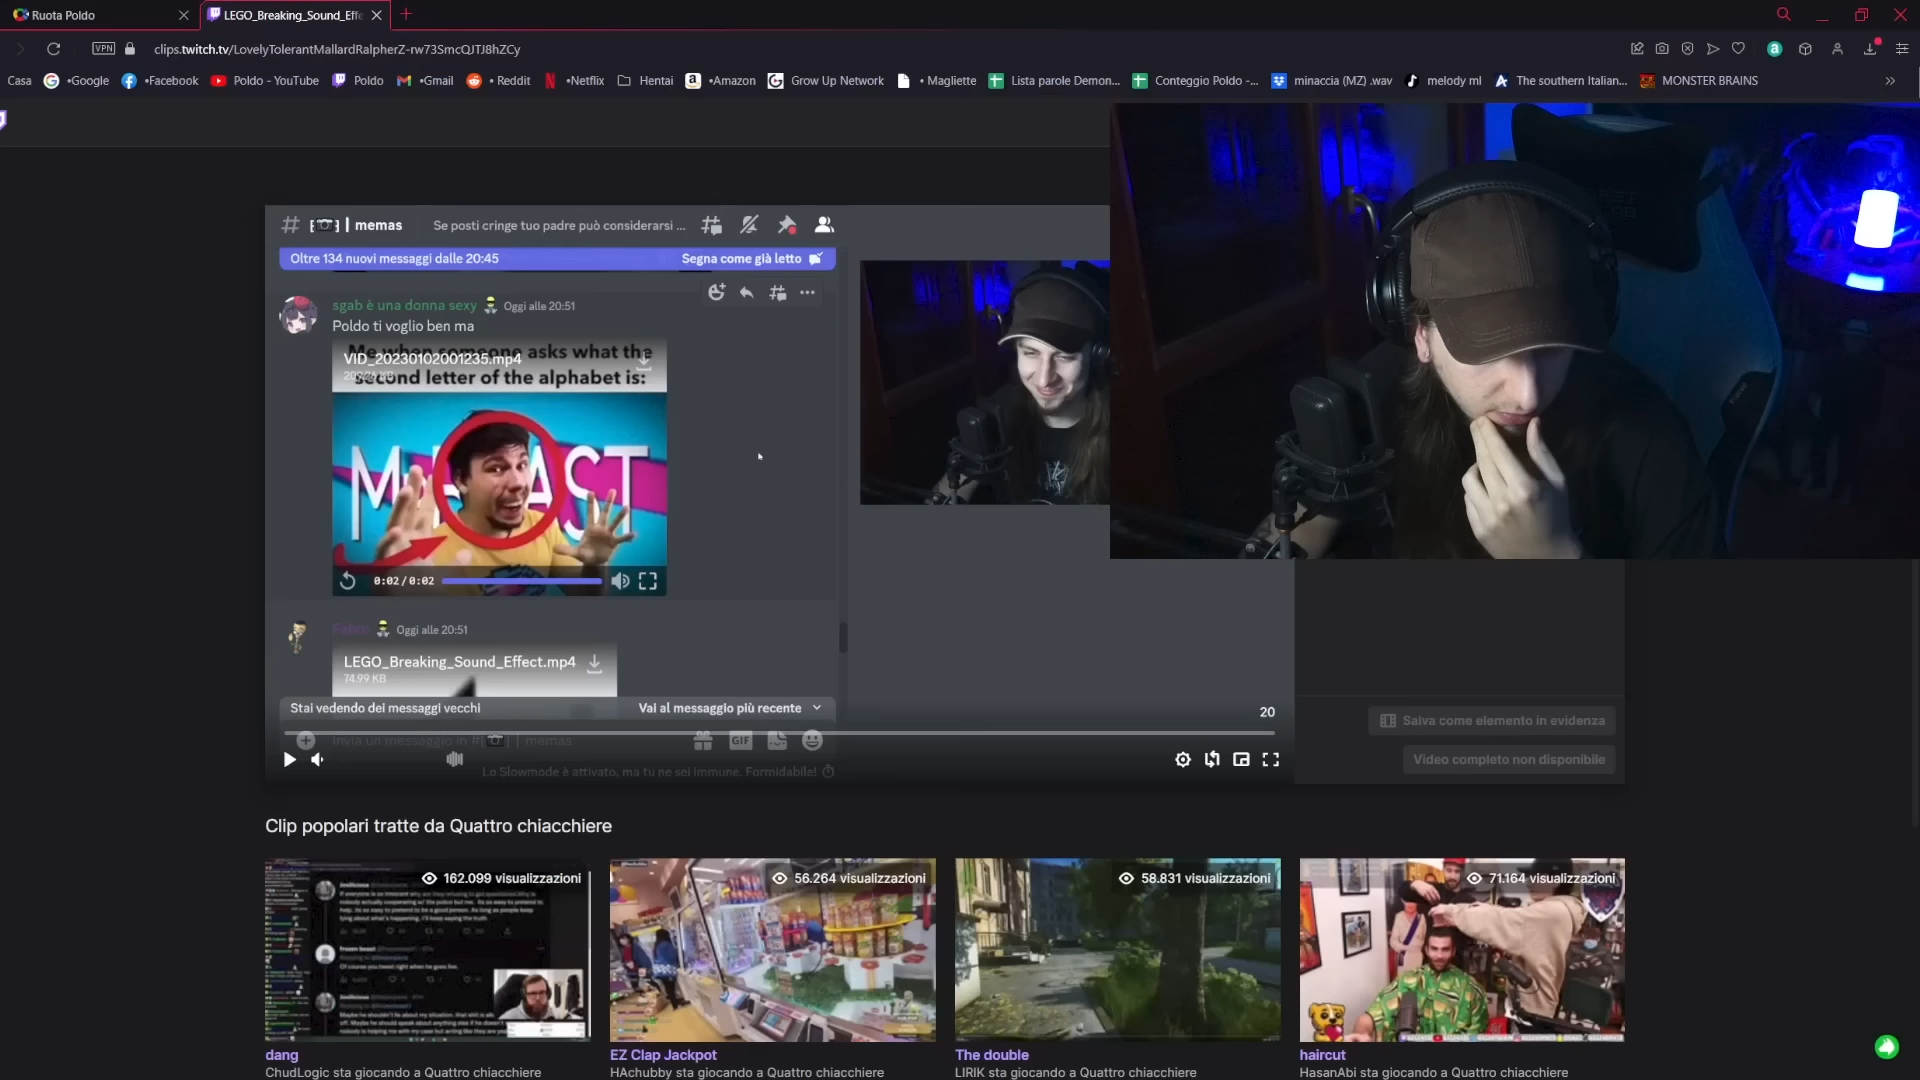 Ruota Poldo
LEGO_Breaking_Sound_Effe
VPN
clips.twitch.tv/LovelyTolerantMallardRalpherZ-rw73SmcQJTJ8hZCy
Casa
•Google
•Facebook
Poldo - YouTube
Poldo
•Gmail
• Reddit
•Netflix
Hentai
•Amazon
Grow Up Network
• Magliette
Lista parole Demon...
Conteggio Poldo -...
minaccia (MZ) .wav
melody ml
The southern Italian...
MONSTER BRAINS
# [📷] | memas
Se posti cringe tuo padre può considerarsi ...
Oltre 134 nuovi messaggi dalle 20:45
Segna come già letto
sgab è una donna sexy Oggi alle 20:51
Poldo ti voglio ben ma
Me when someone asks what the
VID_20230102001235.mp4
second letter of the alphabet is:
0:02/0:02
Fabro Oggi alle 20:51
LEGO_Breaking_Sound_Effect.mp4
74.99 KB
Stai vedendo dei messaggi vecchi
Vai al messaggio più recente
20
Invia un messaggio in #[📷] | memas
GIF
Lo Slowmode è attivato, ma tu ne sei immune. Formidabile!
Salva come elemento in evidenza
Video completo non disponibile
Clip popolari tratte da Quattro chiacchiere
162.099 visualizzazioni
56.264 visualizzazioni
58.831 visualizzazioni
71.164 visualizzazioni
dang
ChudLogic sta giocando a Quattro chiacchiere
EZ Clap Jackpot
HAchubby sta giocando a Quattro chiacchiere
The double
LIRIK sta giocando a Quattro chiacchiere
haircut
HasanAbi sta giocando a Quattro chiacchiere